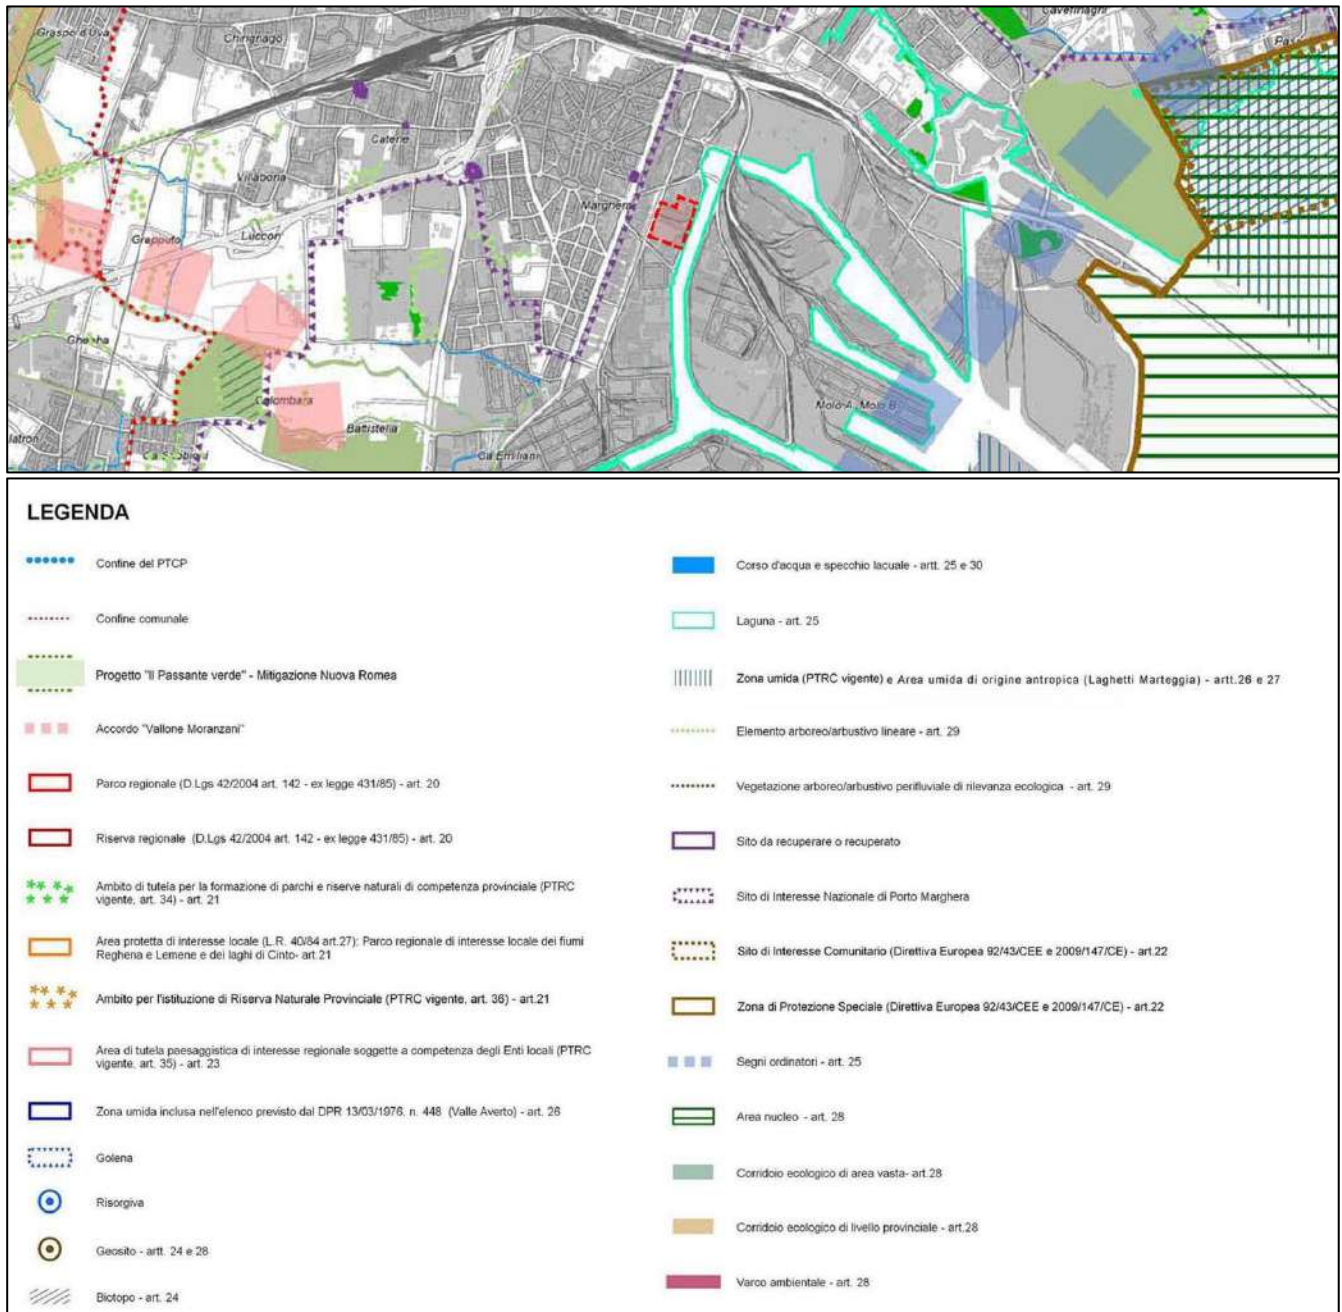 Graspo d'Uva
Chirignago
Cavergnaghi
Catene
Villabona
Marghera
Luccon
Grapputo
Colombara
Battistella
Molo A, Molo B
Ca Emiliani
LEGENDA
Confine del PTCP
Confine comunale
Progetto "Il Passante verde" - Mitigazione Nuova Romea
Accordo "Vallone Moranzani"
Parco regionale (D.Lgs 42/2004 art. 142 - ex legge 431/85) - art. 20
Riserva regionale (D.Lgs 42/2004 art. 142 - ex legge 431/85) - art. 20
Ambito di tutela per la formazione di parchi e riserve naturali di competenza provinciale (PTRC
vigente, art. 34) - art. 21
Area protetta di interesse locale (L.R. 40/84 art.27): Parco regionale di interesse locale dei fiumi
Reghena e Lemene e dei laghi di Cinto- art.21
Ambito per l'istituzione di Riserva Naturale Provinciale (PTRC vigente, art. 36) - art.21
Area di tutela paesaggistica di interesse regionale soggette a competenza degli Enti locali (PTRC
vigente, art. 35) - art. 23
Zona umida inclusa nell'elenco previsto dal DPR 13/03/1976, n. 448 (Valle Averto) - art. 26
Golena
Risorgiva
Geosito - artt. 24 e 28
Biotopo - art. 24
Corso d'acqua e specchio lacuale - artt. 25 e 30
Laguna - art. 25
Zona umida (PTRC vigente) e Area umida di origine antropica (Laghetti Marteggia) - artt.26 e 27
Elemento arboreo/arbustivo lineare - art. 29
Vegetazione arboreo/arbustivo perifluviale di rilevanza ecologica - art. 29
Sito da recuperare o recuperato
Sito di Interesse Nazionale di Porto Marghera
Sito di Interesse Comunitario (Direttiva Europea 92/43/CEE e 2009/147/CE) - art.22
Zona di Protezione Speciale (Direttiva Europea 92/43/CEE e 2009/147/CE) - art.22
Segni ordinatori - art. 25
Area nucleo - art. 28
Corridoio ecologico di area vasta- art.28
Corridoio ecologico di livello provinciale - art.28
Varco ambientale - art. 28